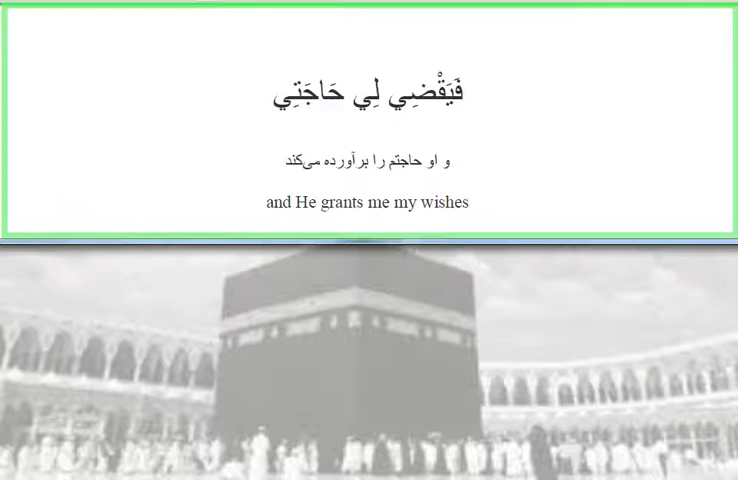 فَيَقْضِي لِي حَاجَتِي
و او حاجتم را برآورده می‌کند
and He grants me my wishes